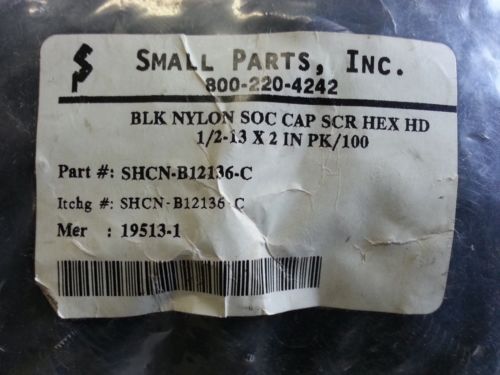 SMALL PARTS, INC.
800-220-4242
BLK NYLON SOC CAP SCR HEX HD
1/2-13 X 2 IN PK/100
Part #: SHCN-B12136-C
Itchg #: SHCN-B12136-C
Mer : 19513-1